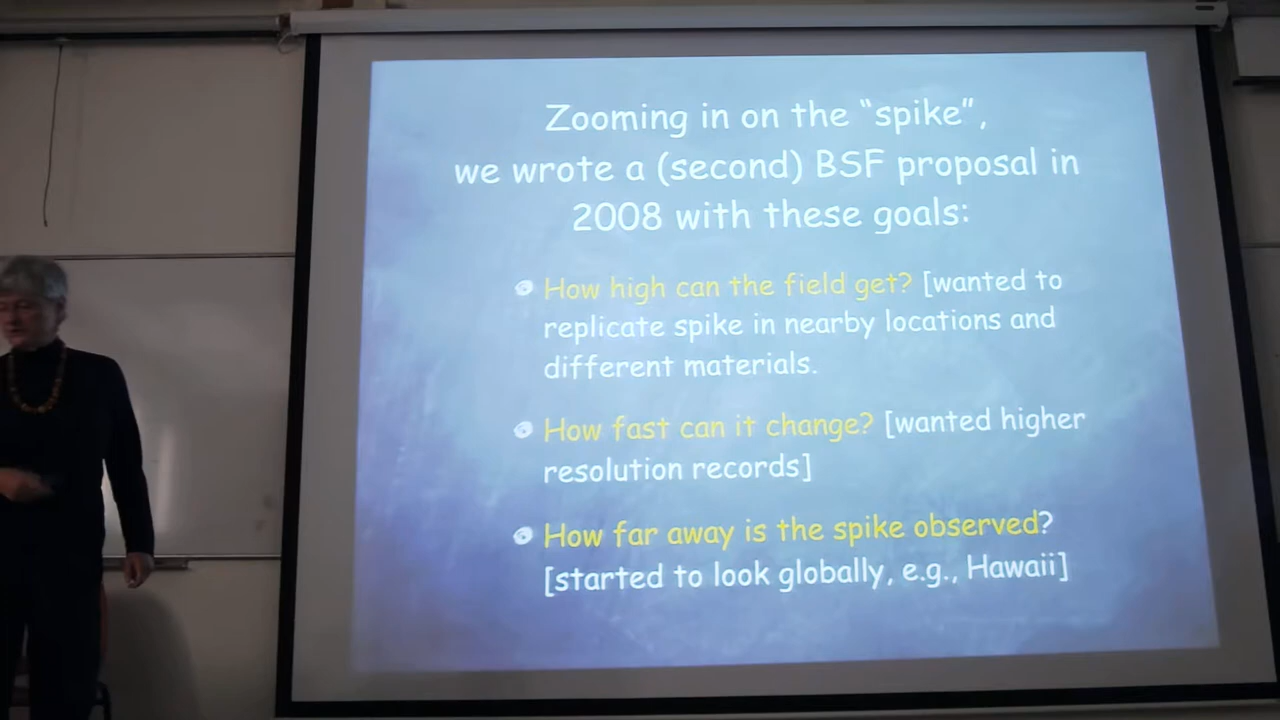 Zooming in on the “spike”,
we wrote a (second) BSF proposal in
2008 with these goals:
How high can the field get? [wanted to
replicate spike in nearby locations and
different materials.
How fast can it change? [wanted higher
resolution records]
How far away is the spike observed?
[started to look globally, e.g., Hawaii]